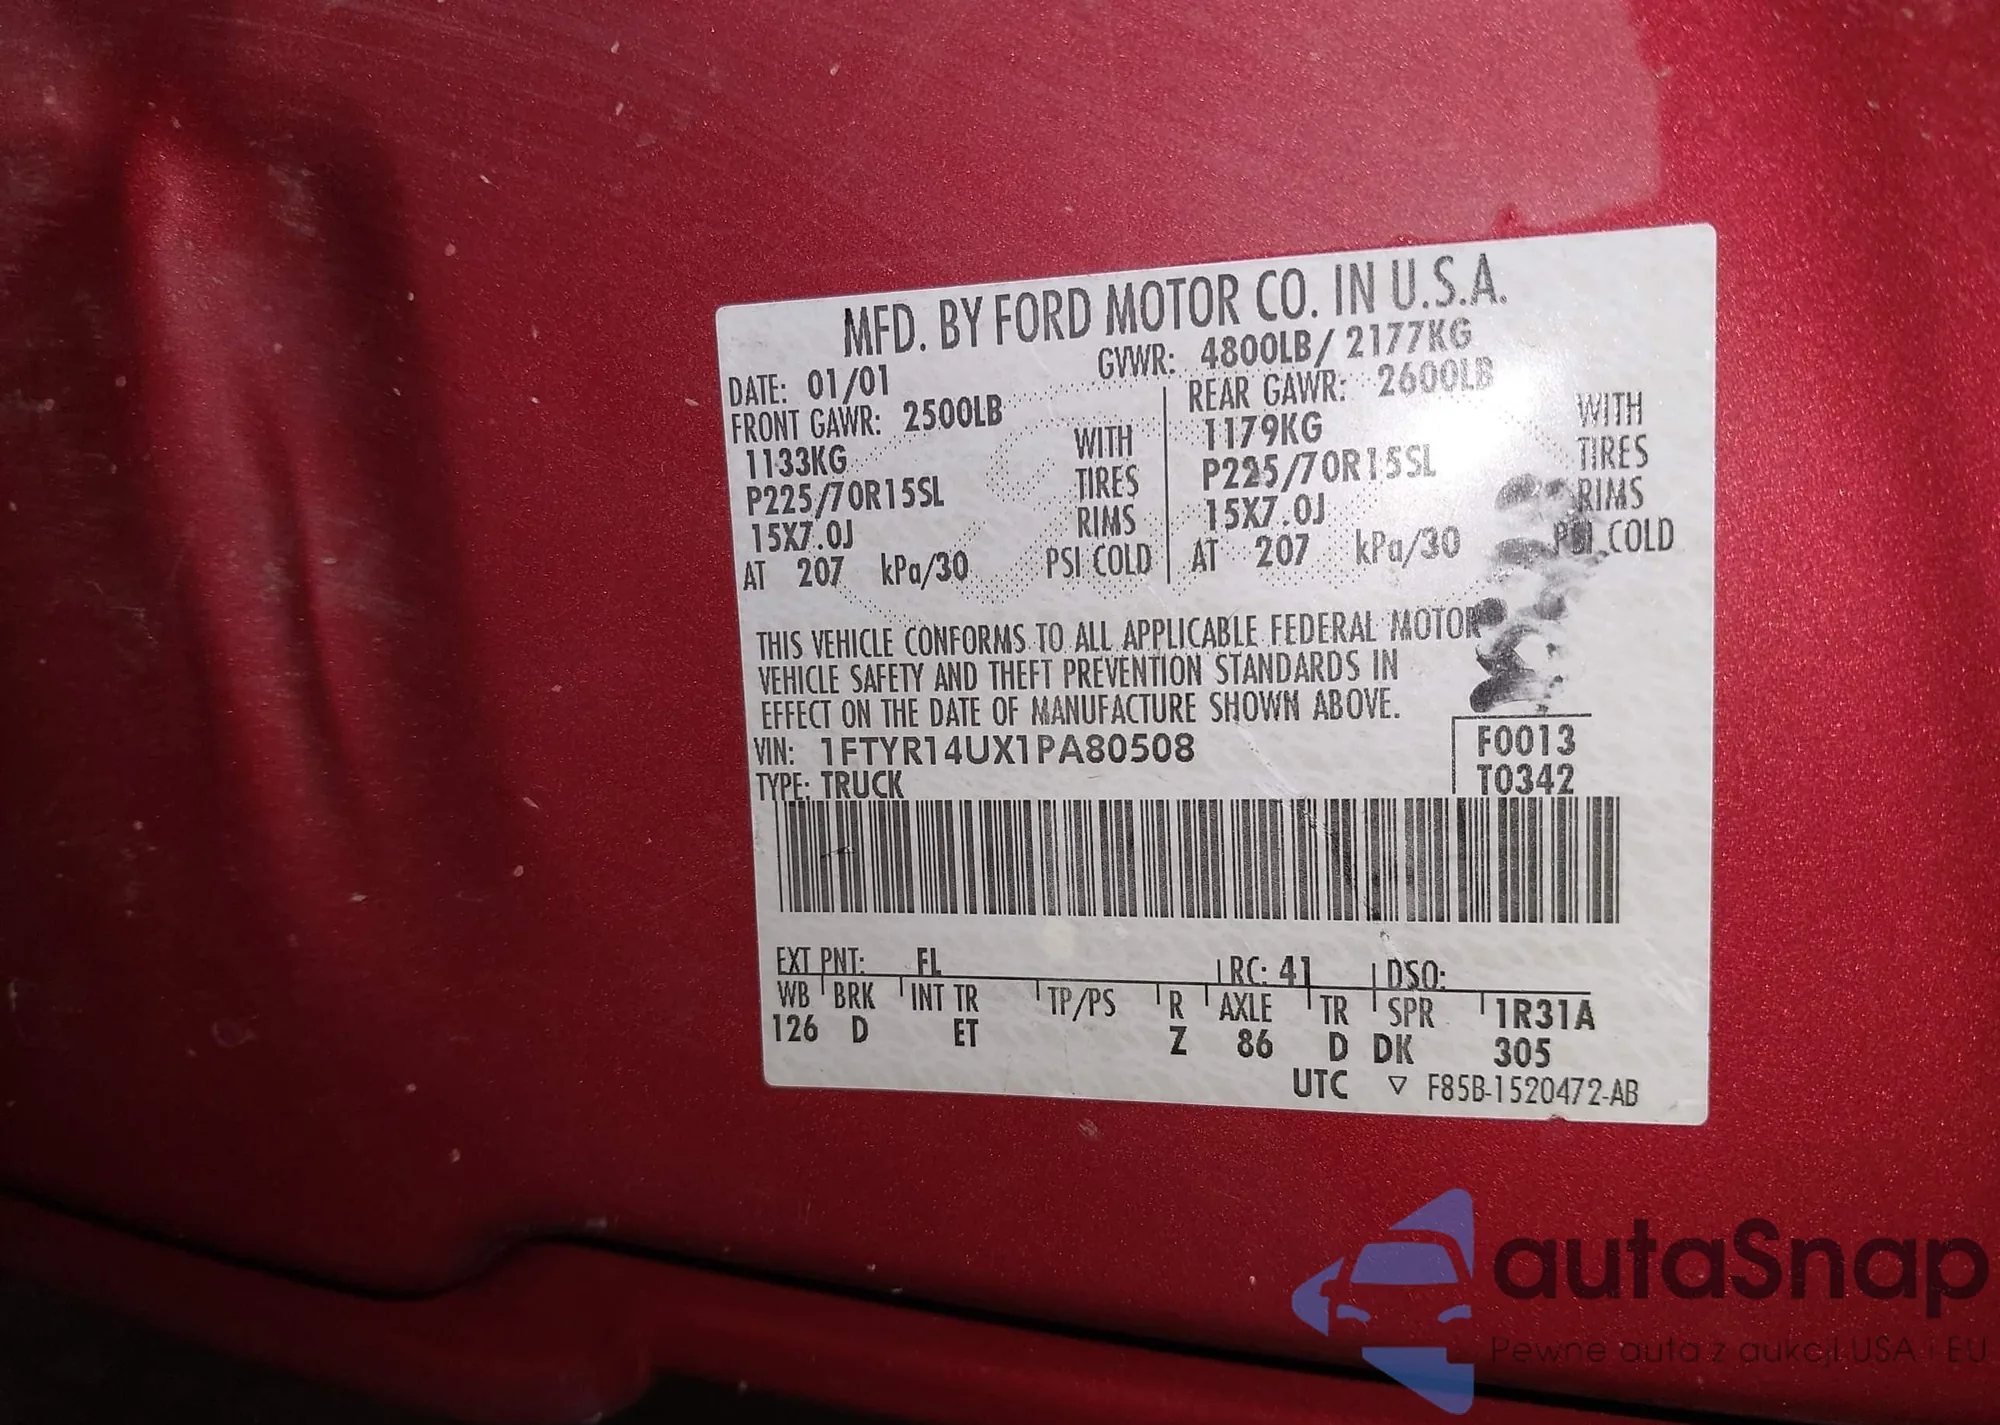 MFD. BY FORD MOTOR CO. IN U.S.A.
DATE: 01/01 GVWR: 4800LB/ 2177KG
FRONT GAWR: 2500LB REAR GAWR: 2600LB
1133KG WITH 1179KG WITH
P225/70R15SL TIRES P225/70R15SL TIRES
15X7.0J RIMS 15X7.0J RIMS
AT 207 kPa/30 PSI COLD AT 207 kPa/30 PSI COLD
THIS VEHICLE CONFORMS TO ALL APPLICABLE FEDERAL MOTOR
VEHICLE SAFETY AND THEFT PREVENTION STANDARDS IN
EFFECT ON THE DATE OF MANUFACTURE SHOWN ABOVE.
VIN: 1FTYR14UX1PA80508 F0013
TYPE: TRUCK T0342
EXT PNT: FL RC: 41 DSO:
WB BRK INT TR TP/PS R AXLE TR SPR 1R31A
126 D ET Z 86 D DK 305
UTC ▽ F85B-1520472-AB
autaSnap
Pewne auta z aukcji USA i EU